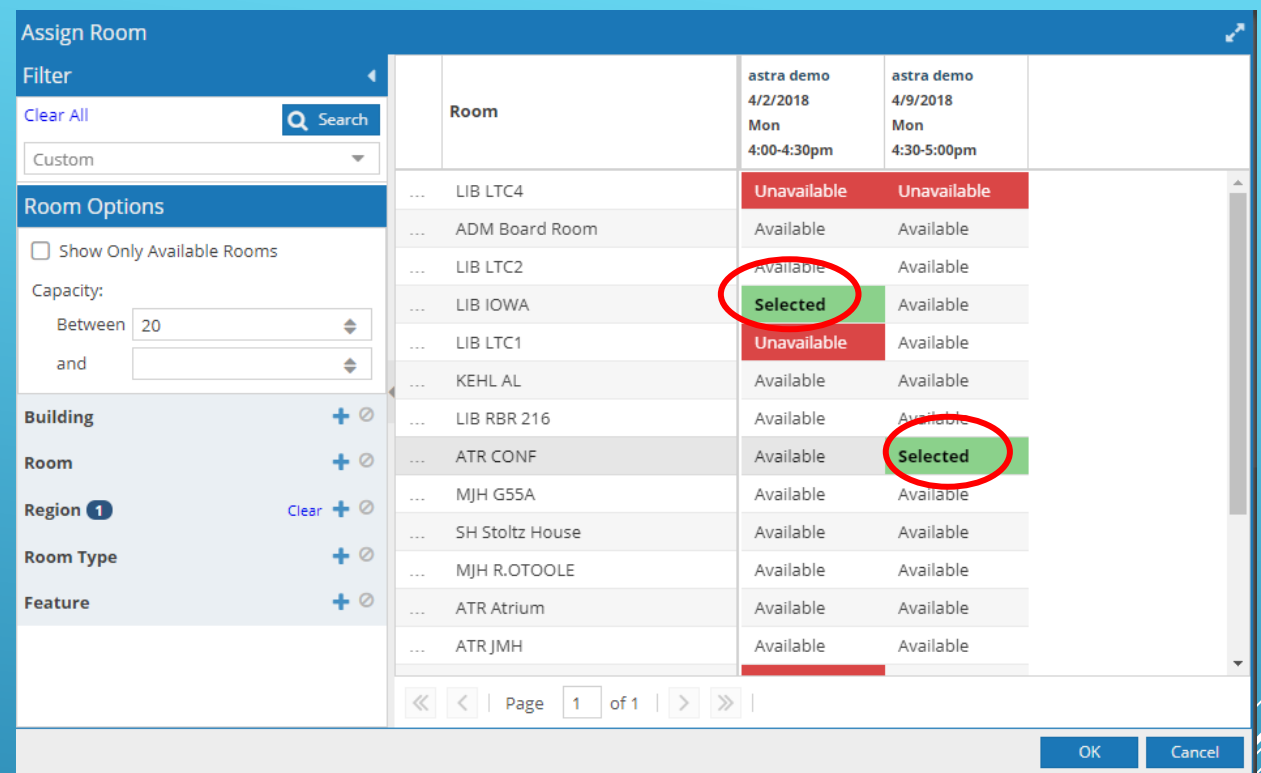 Assign Room
Filter
Clear All
Search
Custom
Room Options
Show Only Available Rooms
Capacity:
Between 20
and
Building
Room
Region 1 Clear
Room Type
Feature
Room
astra demo
4/2/2018
Mon
4:00-4:30pm
astra demo
4/9/2018
Mon
4:30-5:00pm
... LIB LTC4 Unavailable Unavailable
... ADM Board Room Available Available
... LIB LTC2 Available Available
... LIB IOWA Selected Available
... LIB LTC1 Unavailable Available
... KEHL AL Available Available
... LIB RBR 216 Available Available
... ATR CONF Available Selected
... MJH G55A Available Available
... SH Stoltz House Available Available
... MJH R.OTOOLE Available Available
... ATR Atrium Available Available
... ATR JMH Available Available
Page 1 of 1
OK Cancel